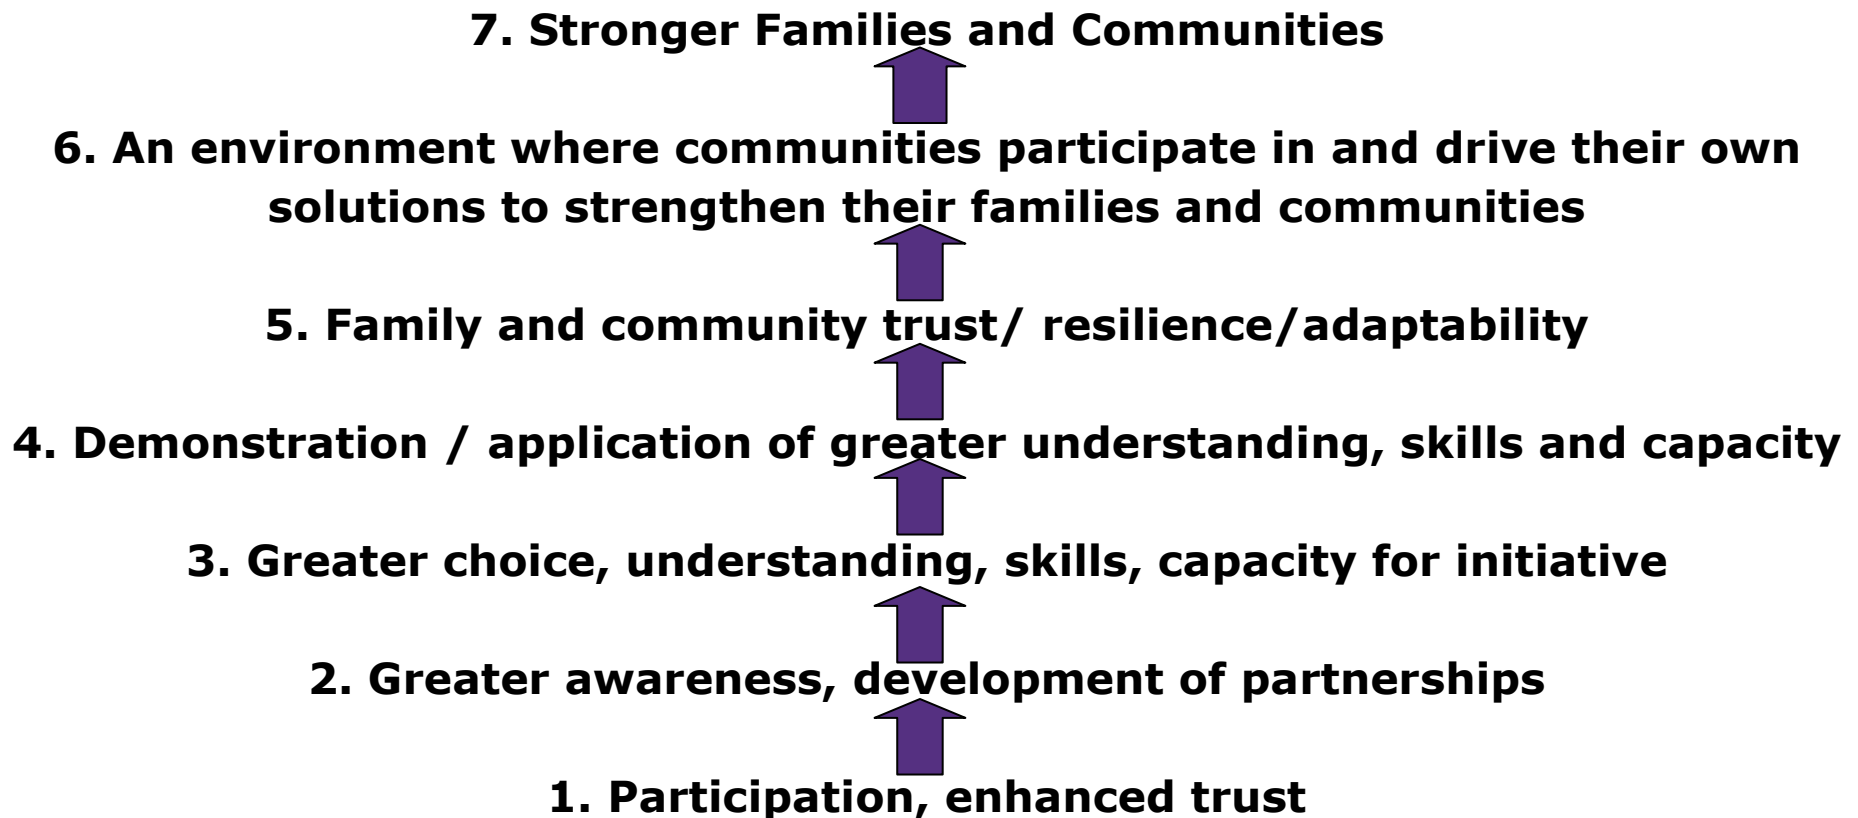 7. Stronger Families and Communities
6. An environment where communities participate in and drive their own
solutions to strengthen their families and communities
5. Family and community trust/ resilience/adaptability
4. Demonstration / application of greater understanding, skills and capacity
3. Greater choice, understanding, skills, capacity for initiative
2. Greater awareness, development of partnerships
1. Participation, enhanced trust